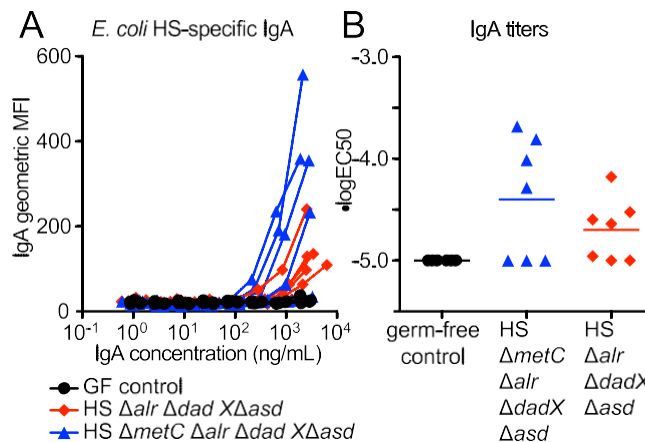 A
E. coli HS-specific IgA
IgA geometric MFI
600
400
200
0
10-1
100
101
102
103
104
IgA concentration (ng/mL)
GF control
HS Δalr Δdad XΔasd
HS ΔmetC Δalr Δdad XΔasd
B
IgA titers
-logEC50
-3.0
-4.0
-5.0
germ-free
control
HS
ΔmetC
Δalr
ΔdadX
Δasd
HS
Δalr
ΔdadX
Δasd